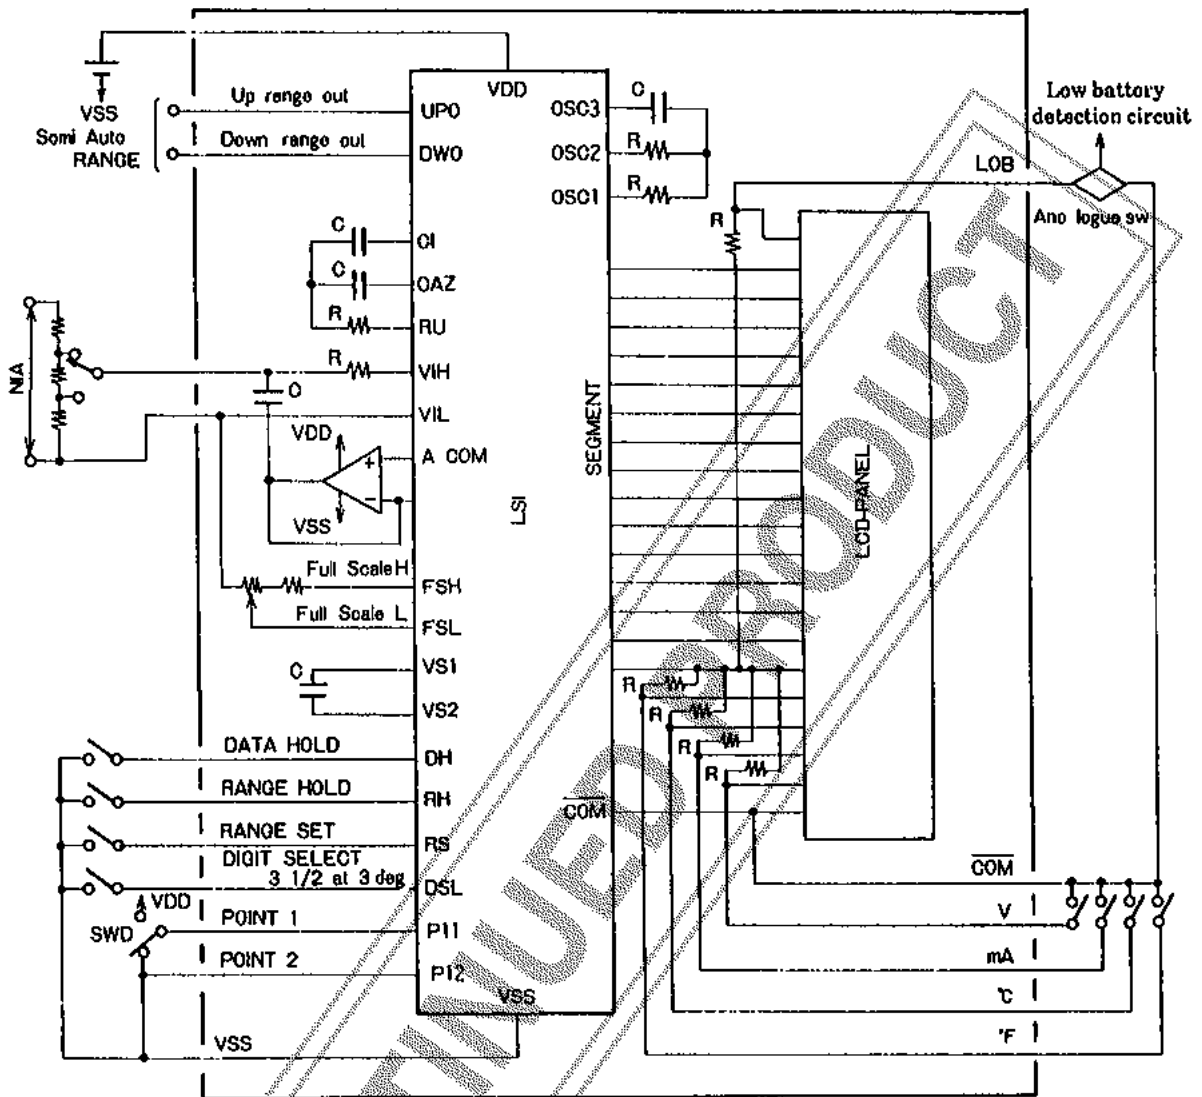 VDD
VSS
Somi Auto
RANGE
Up range out
Down range out
UPO
DWO
OSC3
OSC2
OSC1
C
R
R
Low battery
detection circuit
LOB
Ano logue sw
R
C
CI
C
OAZ
R
RU
R
VIH
C
VIL
VIN
VDD
A COM
VSS
+
−
LSI
SEGMENT
LCD PANEL
Full Scale H
FSH
Full Scale L
FSL
C
VS1
VS2
R
R
R
R
DATA HOLD
DH
RANGE HOLD
RH
RANGE SET
RS
DIGIT SELECT
3 1/2 at 3 deg
DSL
COM
COM
VDD
SWD
POINT 1
P11
POINT 2
P12
VSS
VSS
V
mA
℃
°F
TINUED PRODUCT